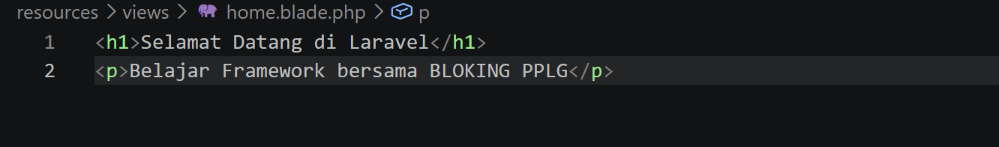 resources > views > home.blade.php > p
1 <h1>Selamat Datang di Laravel</h1>
2 <p>Belajar Framework bersama BLOKING PPLG</p>